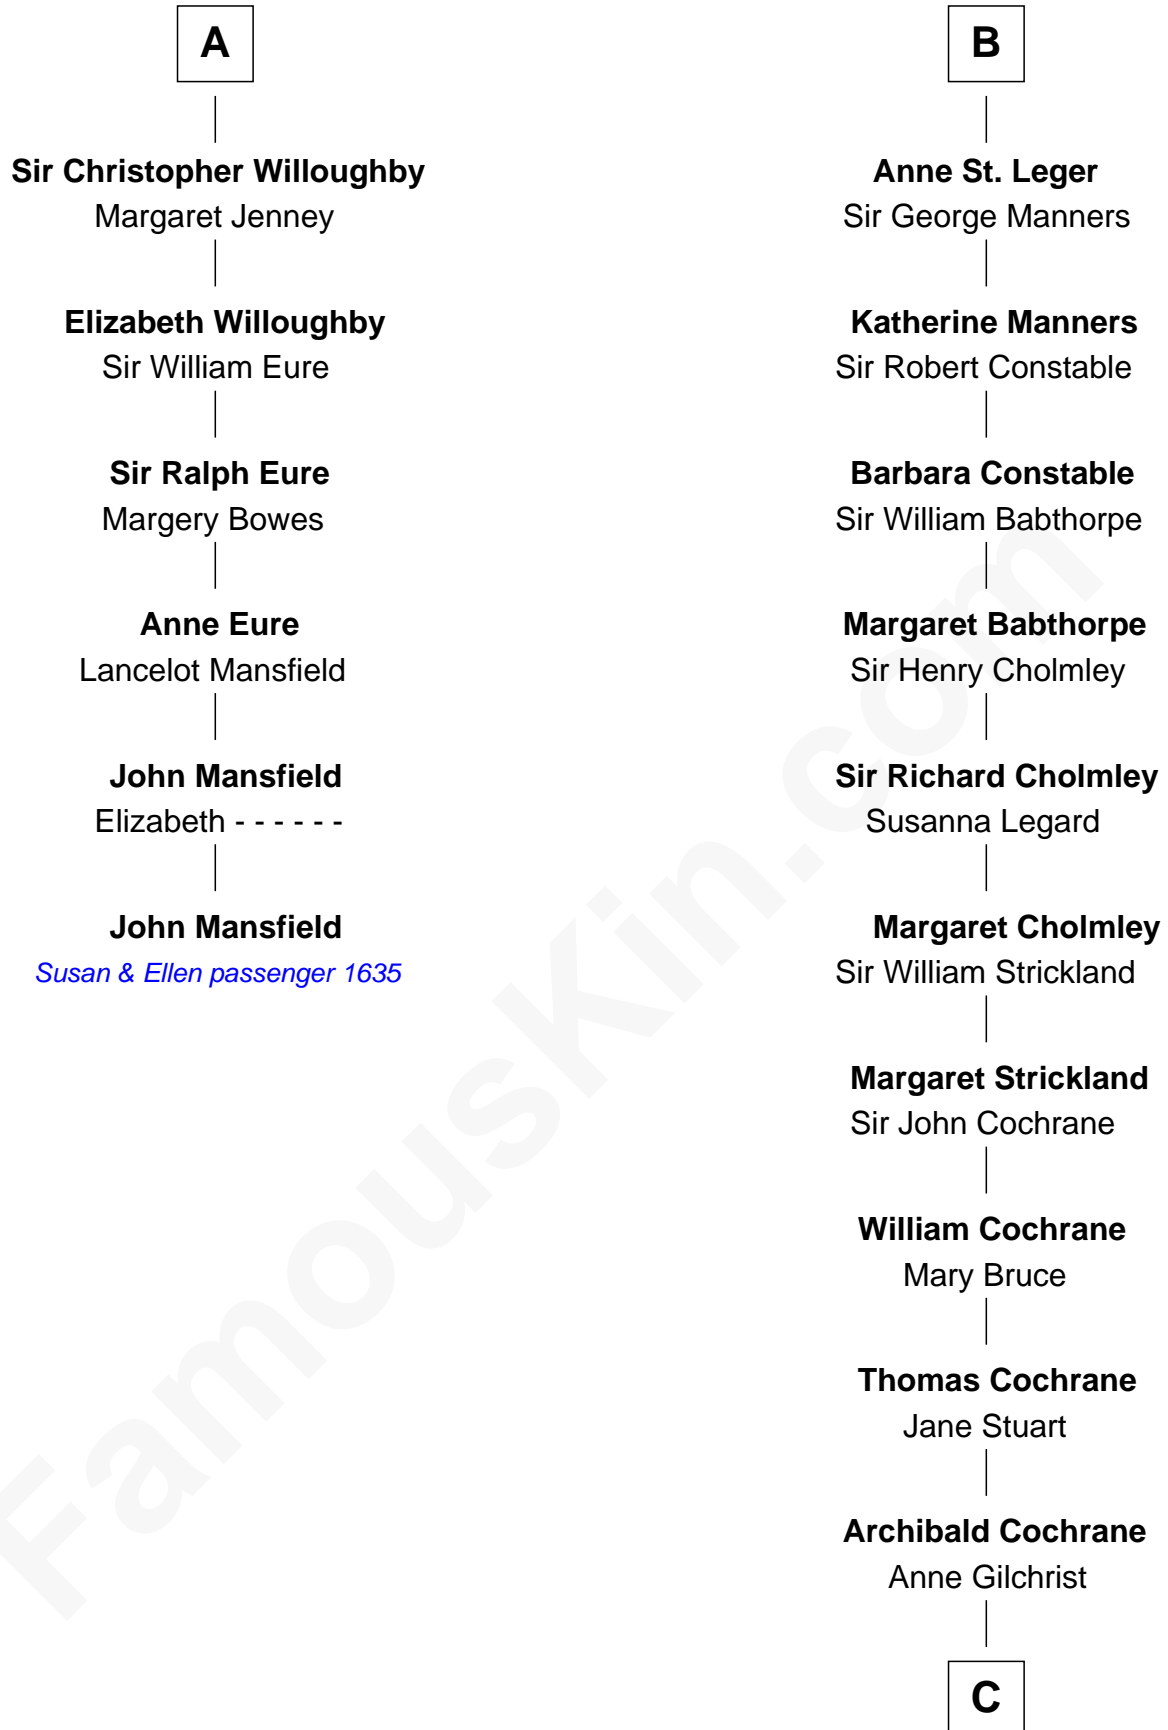 A
Sir Christopher Willoughby
Margaret Jenney
Elizabeth Willoughby
Sir William Eure
Sir Ralph Eure
Margery Bowes
Anne Eure
Lancelot Mansfield
John Mansfield
Elizabeth - - - - - -
John Mansfield
Susan & Ellen passenger 1635
B
Anne St. Leger
Sir George Manners
Katherine Manners
Sir Robert Constable
Barbara Constable
Sir William Babthorpe
Margaret Babthorpe
Sir Henry Cholmley
Sir Richard Cholmley
Susanna Legard
Margaret Cholmley
Sir William Strickland
Margaret Strickland
Sir John Cochrane
William Cochrane
Mary Bruce
Thomas Cochrane
Jane Stuart
Archibald Cochrane
Anne Gilchrist
C
FamousKin.com